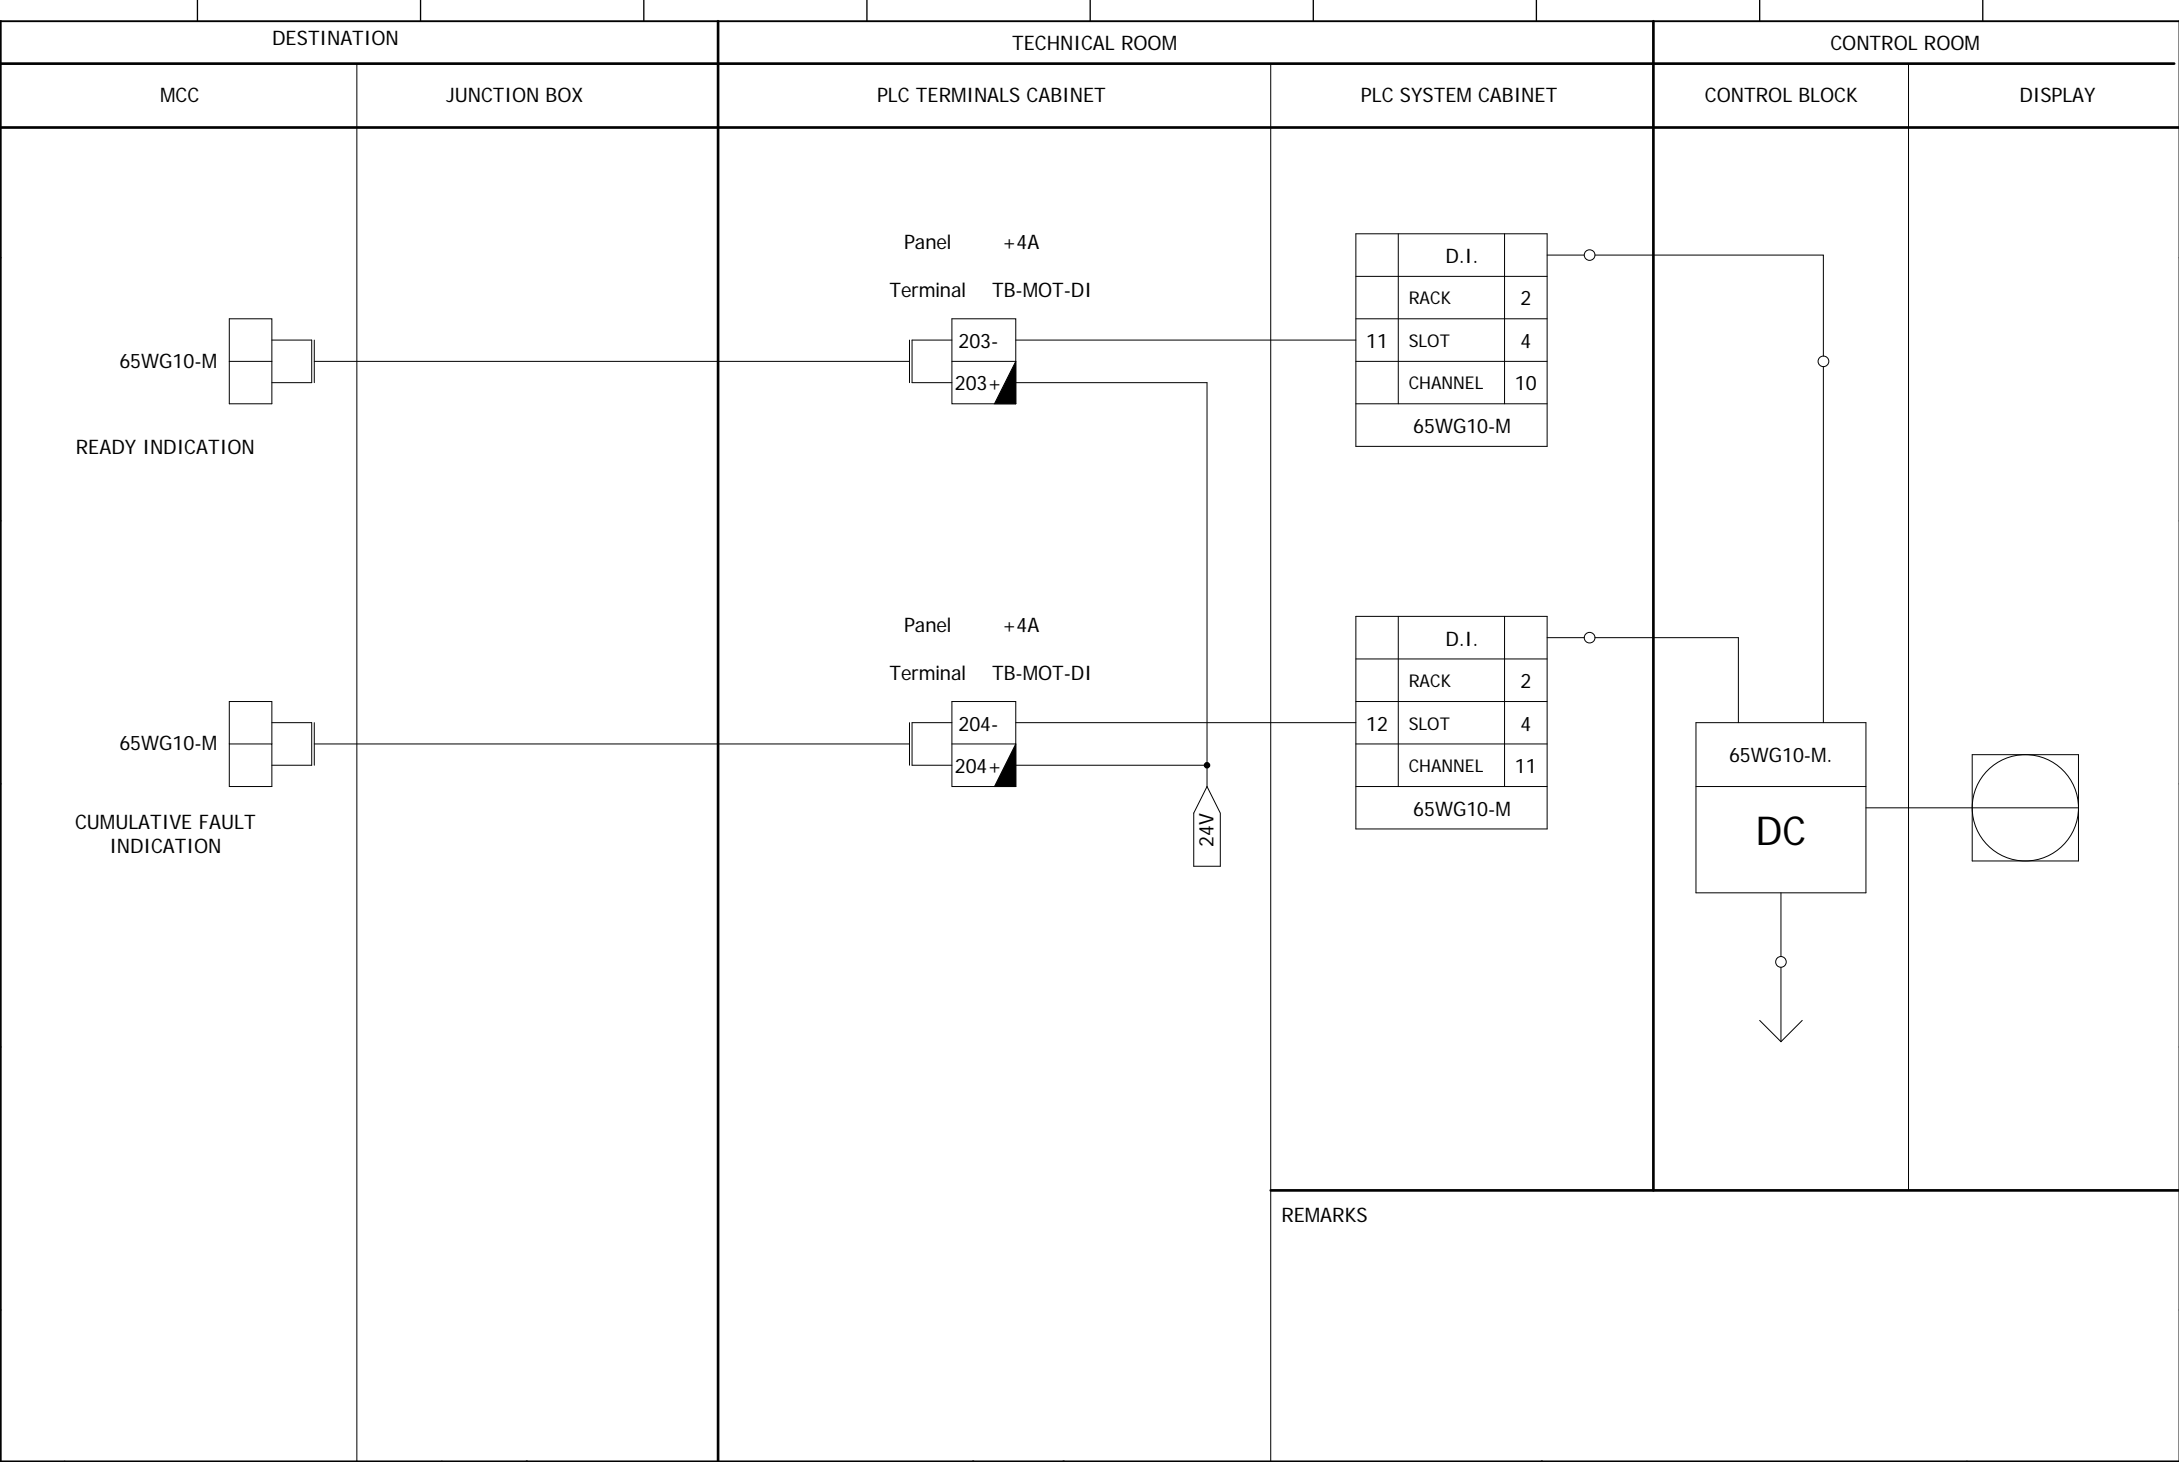 DESTINATION
TECHNICAL ROOM
CONTROL ROOM
MCC
JUNCTION BOX
PLC TERMINALS CABINET
PLC SYSTEM CABINET
CONTROL BLOCK
DISPLAY
65WG10-M
READY INDICATION
Panel +4A
Terminal TB-MOT-DI
203-
203+
D.I.
RACK 2
11 SLOT 4
CHANNEL 10
65WG10-M
65WG10-M
CUMULATIVE FAULT
INDICATION
Panel +4A
Terminal TB-MOT-DI
204-
204+
24V
D.I.
RACK 2
12 SLOT 4
CHANNEL 11
65WG10-M
65WG10-M.
DC
REMARKS